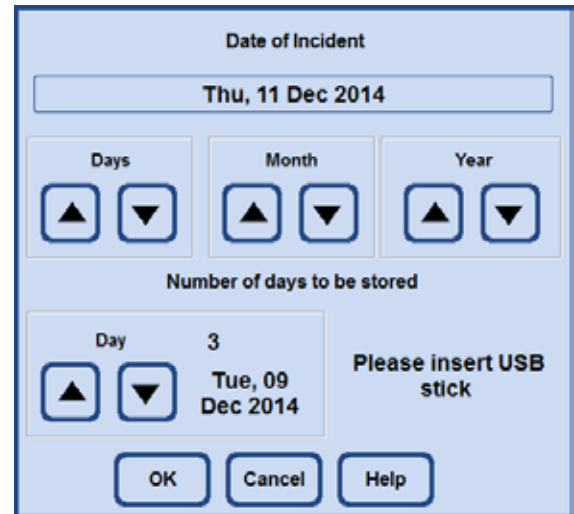 Date of Incident
Thu, 11 Dec 2014
Days Month Year
Number of days to be stored
Day 3
Tue, 09
Dec 2014
Please insert USB
stick
OK Cancel Help